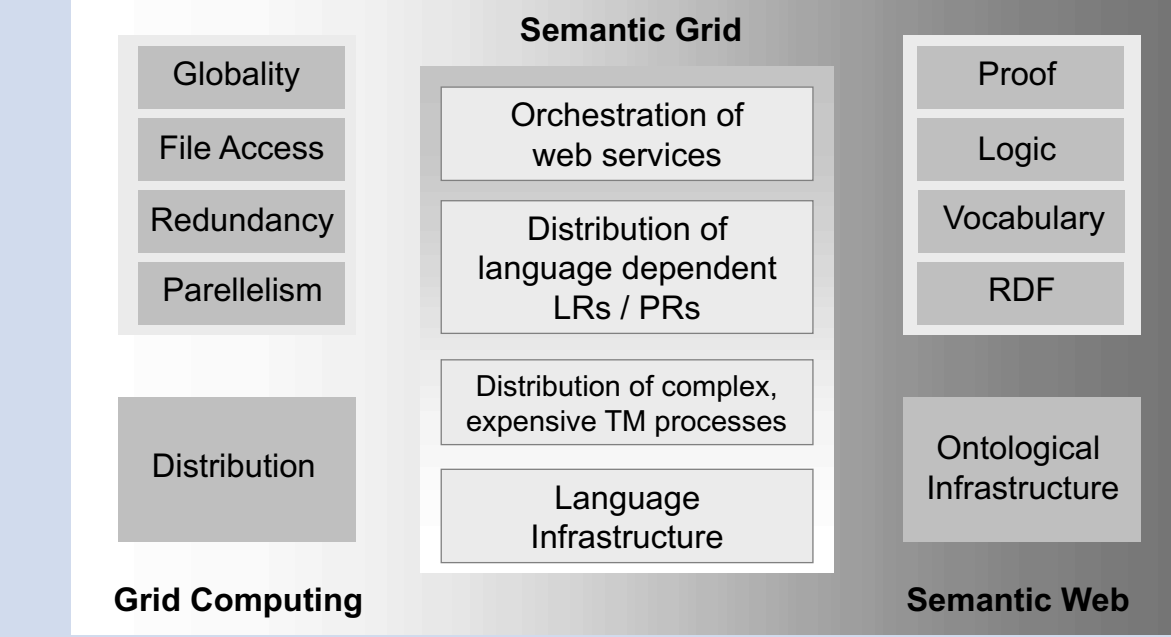 Semantic Grid
Globality
File Access
Redundancy
Parellelism
Distribution
Grid Computing
Orchestration of
web services
Distribution of
language dependent
LRs / PRs
Distribution of complex,
expensive TM processes
Language
Infrastructure
Proof
Logic
Vocabulary
RDF
Ontological
Infrastructure
Semantic Web